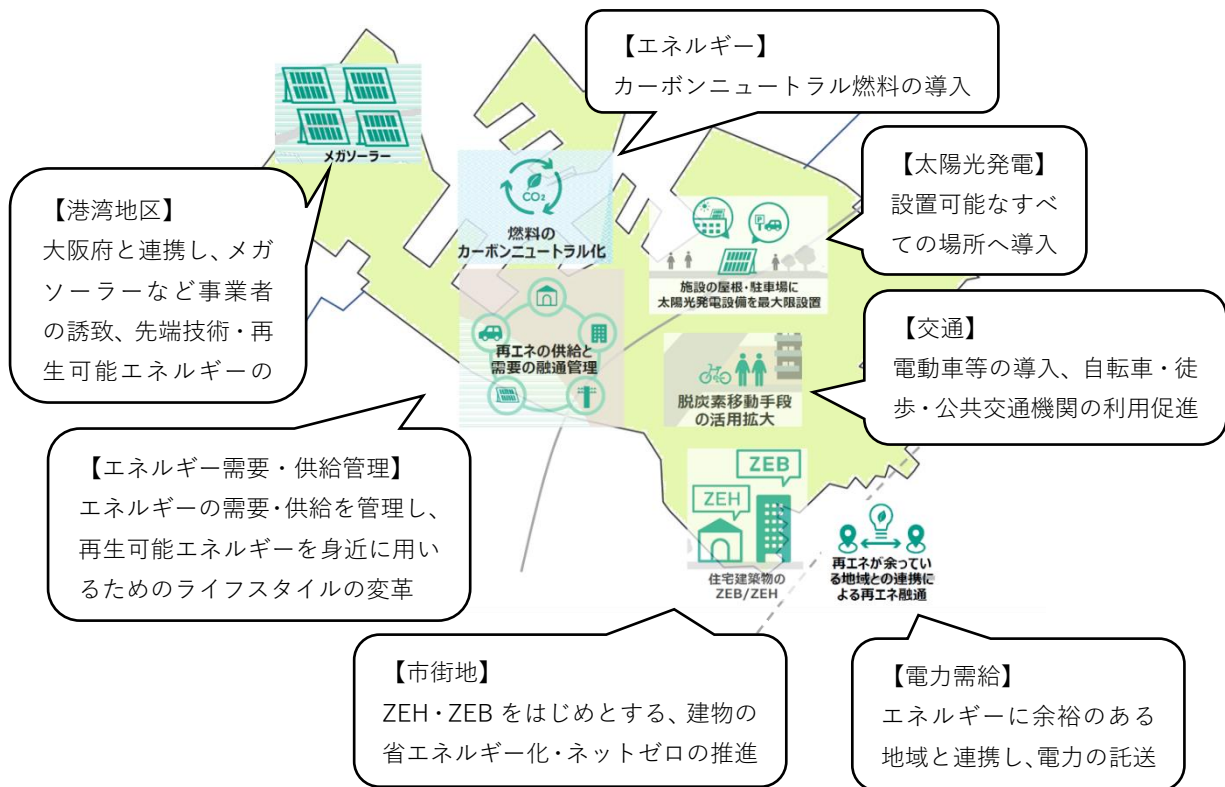 【エネルギー】
カーボンニュートラル燃料の導入
メガソーラー
【港湾地区】
大阪府と連携し、メガ
ソーラーなど事業者
の誘致、先端技術・再
生可能エネルギーの
CO₂
燃料の
カーボンニュートラル化
【太陽光発電】
設置可能なすべ
ての場所へ導入
P
施設の屋根・駐車場に
太陽光発電設備を最大限設置
再エネの供給と
需要の融通管理
【交通】
電動車等の導入、自転車・徒
歩・公共交通機関の利用促進
脱炭素移動手段
の活用拡大
【エネルギー需要・供給管理】
エネルギーの需要・供給を管理し、
再生可能エネルギーを身近に用い
るためのライフスタイルの変革
ZEB
ZEH
住宅建築物の
ZEB/ZEH
再エネが余ってい
る地域との連携に
よる再エネ融通
【市街地】
ZEH・ZEB をはじめとする、建物の
省エネルギー化・ネットゼロの推進
【電力需給】
エネルギーに余裕のある
地域と連携し、電力の託送